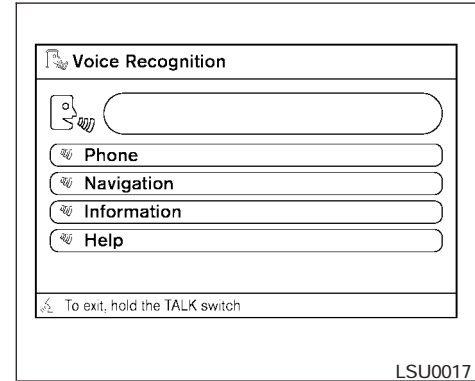 Voice Recognition
Phone
Navigation
Information
Help
To exit, hold the TALK switch
LSU0017